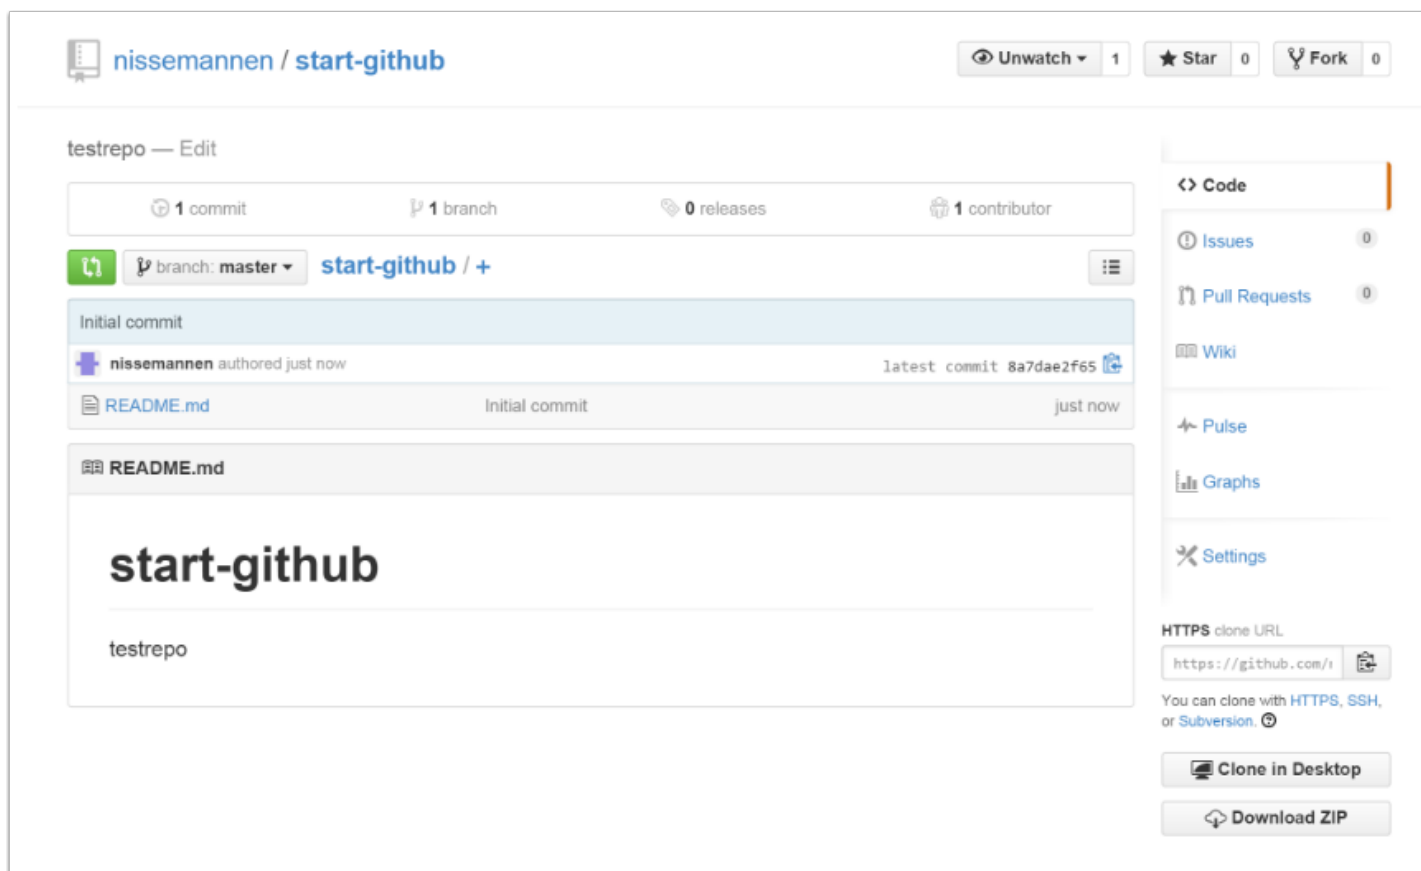 nissemannen / start-github
Unwatch 1
Star 0
Fork 0
testrepo — Edit
1 commit
1 branch
0 releases
1 contributor
branch: master
start-github / +
Initial commit
nissemannen authored just now
latest commit 8a7dae2f65
README.md
Initial commit
just now
README.md
start-github
testrepo
Code
Issues 0
Pull Requests 0
Wiki
Pulse
Graphs
Settings
HTTPS clone URL
https://github.com/
You can clone with HTTPS, SSH,
or Subversion.
Clone in Desktop
Download ZIP